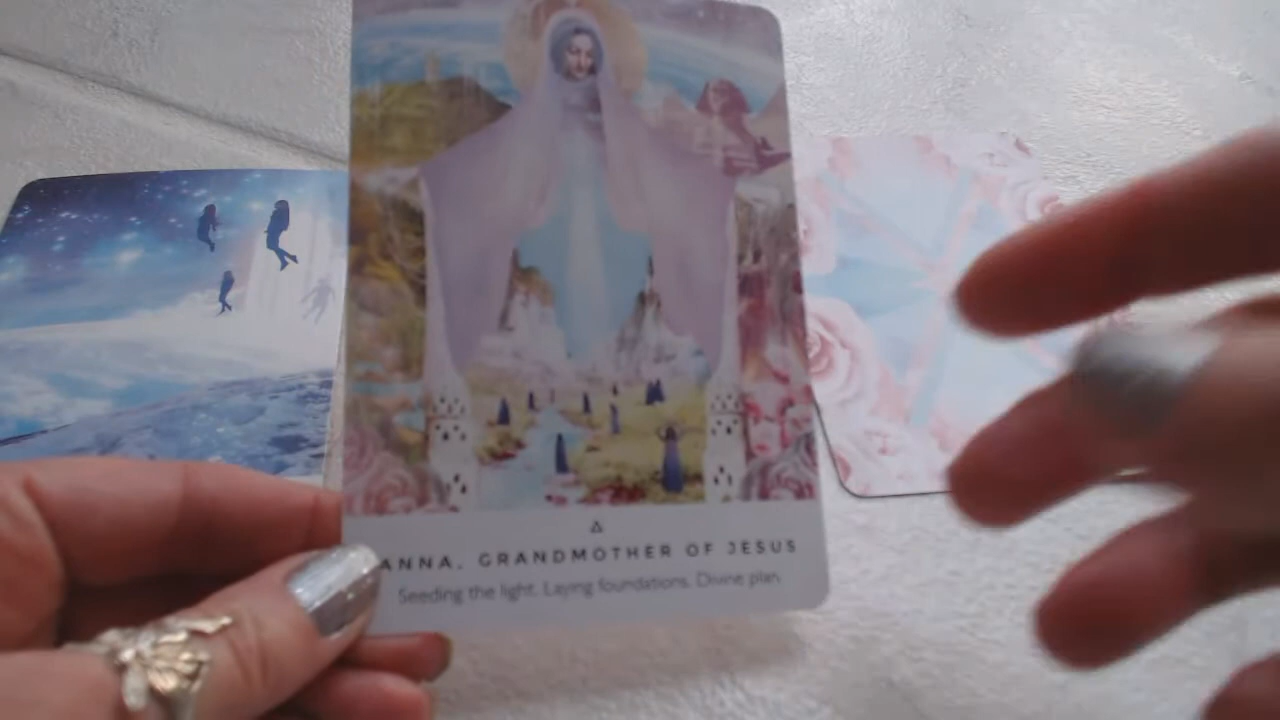 ANNA, GRANDMOTHER OF JESUS
Seeding the light. Laying foundations. Divine plan.